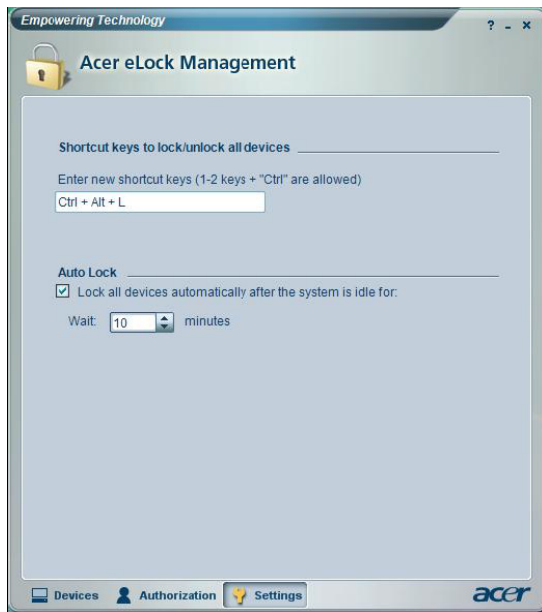 Empowering Technology
? - x
Acer eLock Management
Shortcut keys to lock/unlock all devices
Enter new shortcut keys (1-2 keys + "Ctrl" are allowed)
Ctrl + Alt + L
Auto Lock
Lock all devices automatically after the system is idle for:
Wait: 10 minutes
Devices Authorization Settings acer